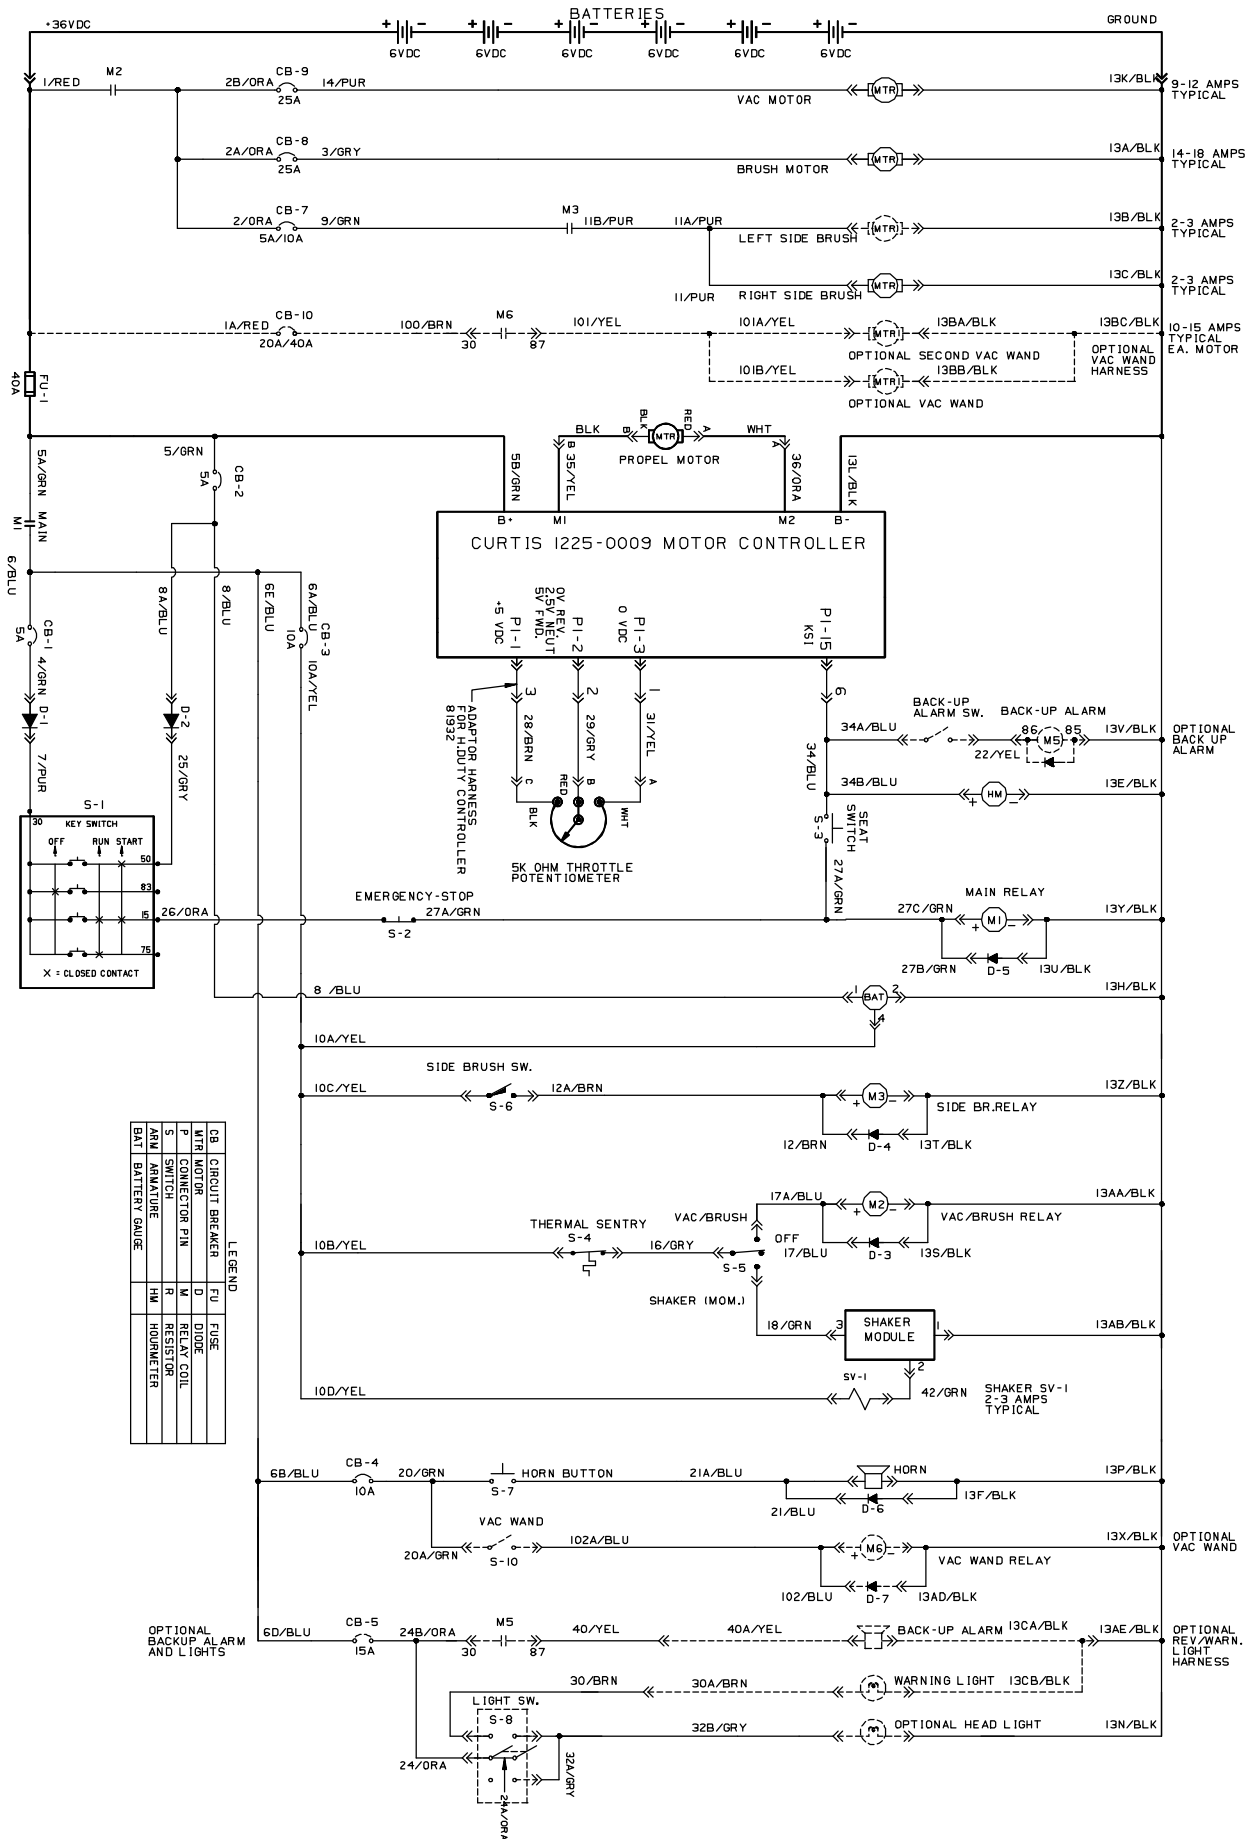 +36VDC
BATTERIES
GROUND
+ - + - + - + - + - + -
6VDC 6VDC 6VDC 6VDC 6VDC 6VDC
1/RED M2 2B/ORA CB-9 14/PUR
25A
VAC MOTOR MTR 13K/BLK
9-12 AMPS
TYPICAL
2A/ORA CB-8 3/GRY
25A
BRUSH MOTOR MTR 13A/BLK
14-18 AMPS
TYPICAL
2/ORA CB-7 9/GRN M3 11B/PUR 11A/PUR
5A/10A
LEFT SIDE BRUSH MTR 13B/BLK
2-3 AMPS
TYPICAL
11/PUR RIGHT SIDE BRUSH MTR 13C/BLK
2-3 AMPS
TYPICAL
1A/RED CB-10 100/BRN M6 101/YEL 101A/YEL MTR 13BA/BLK 13BC/BLK
20A/40A 30 87
OPTIONAL SECOND VAC WAND
10-15 AMPS
TYPICAL
EA. MOTOR
OPTIONAL
VAC WAND
HARNESS
101B/YEL MTR 13BB/BLK
OPTIONAL VAC WAND
FU-1
40A
5/GRN
BLK B BLK MTR RED A WHT
PROPEL MOTOR
5A/GRN
CB-2
5A
5B/GRN
B 35/YEL
A 36/ORA
13L/BLK
M1 MAIN
B+ M1 M2 B-
CURTIS 1225-0009 MOTOR CONTROLLER
6/BLU
8A/BLU
8/BLU
6E/BLU
6A/BLU
CB-3
10A
10A/YEL
P1-1
+5 VDC
P1-2
0V REV.
2.5V NEUT
5V FWD.
P1-3
0 VDC
P1-15
KSI
CB-1
5A
4/GRN
D-1
7/PUR
D-2
25/GRY
3 2 1 6
ADAPTOR HARNESS
FOR H.DUTY CONTROLLER
81932
28/BRN
29/GRY
31/YEL
C B A
BLK RED WHT
5K OHM THROTTLE
POTENTIOMETER
34A/BLU
BACK-UP
ALARM SW.
22/YEL
BACK-UP ALARM
86 M5 85
13V/BLK
OPTIONAL
BACK UP
ALARM
34/BLU
34B/BLU + HM - 13E/BLK
SEAT
SWITCH
S-3
27A/GRN
S-1
30 KEY SWITCH
OFF RUN START
50
83
15
75
X = CLOSED CONTACT
26/ORA
EMERGENCY-STOP
S-2
27A/GRN
MAIN RELAY
27C/GRN + M1 - 13Y/BLK
27B/GRN D-5 13U/BLK
8 /BLU 1 BAT 2 13H/BLK
4
10A/YEL
SIDE BRUSH SW.
10C/YEL S-6 12A/BRN + M3 - 13Z/BLK
SIDE BR.RELAY
12/BRN D-4 13T/BLK
17A/BLU + M2 - 13AA/BLK
VAC/BRUSH
VAC/BRUSH RELAY
THERMAL SENTRY
S-4
10B/YEL 16/GRY S-5 OFF
17/BLU D-3 13S/BLK
SHAKER (MOM.)
18/GRN 3 SHAKER
MODULE 1 13AB/BLK
2
10D/YEL SV-1 42/GRN
SHAKER SV-1
2-3 AMPS
TYPICAL
LEGEND
CB CIRCUIT BREAKER FU FUSE
MTR MOTOR D DIODE
P CONNECTOR PIN M RELAY COIL
S SWITCH R RESISTOR
ARM ARMATURE HM HOURMETER
BAT BATTERY GAUGE
6B/BLU CB-4 20/GRN HORN BUTTON 21A/BLU HORN 13P/BLK
10A S-7
21/BLU D-6 13F/BLK
VAC WAND
20A/GRN S-10 102A/BLU + M6 - 13X/BLK
OPTIONAL
VAC WAND
VAC WAND RELAY
102/BLU D-7 13AD/BLK
OPTIONAL
BACKUP ALARM
AND LIGHTS
6D/BLU CB-5 24B/ORA M5 40/YEL 40A/YEL BACK-UP ALARM 13CA/BLK 13AE/BLK
15A 30 87
OPTIONAL
REV/WARN.
LIGHT
HARNESS
30/BRN 30A/BRN WARNING LIGHT 13CB/BLK
LIGHT SW.
S-8
32B/GRY OPTIONAL HEAD LIGHT 13N/BLK
24/ORA
32A/GRY
24A/ORA